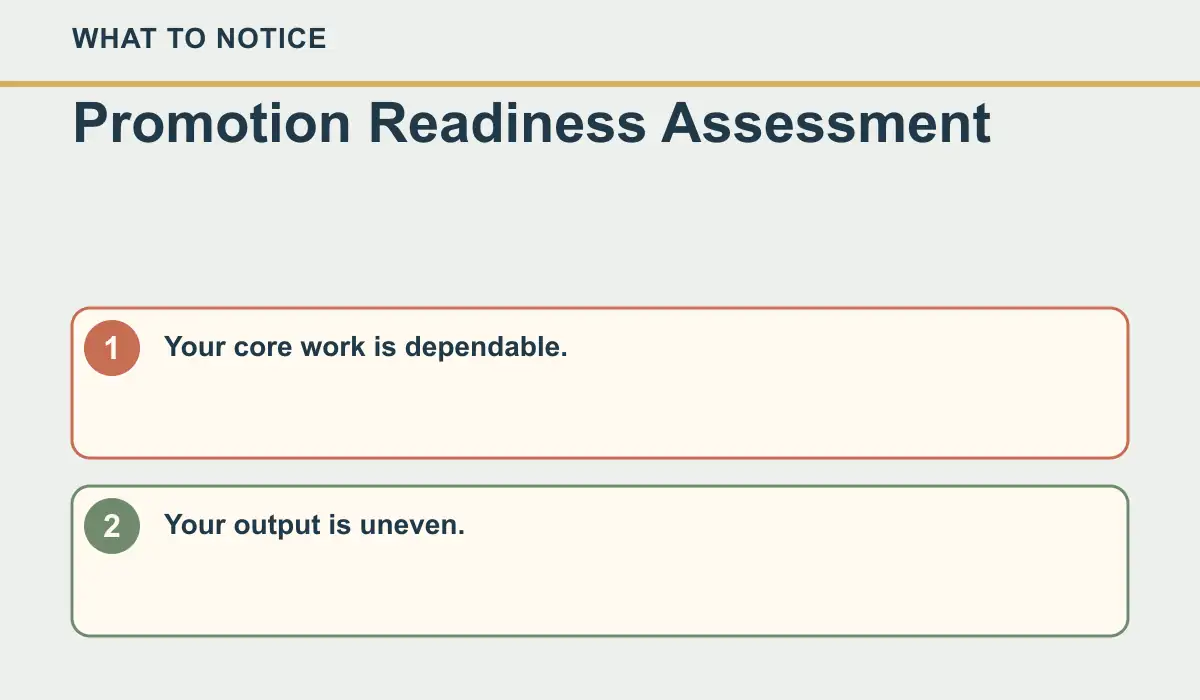 WHAT TO NOTICE
Promotion Readiness Assessment
1 Your core work is dependable.
2 Your output is uneven.